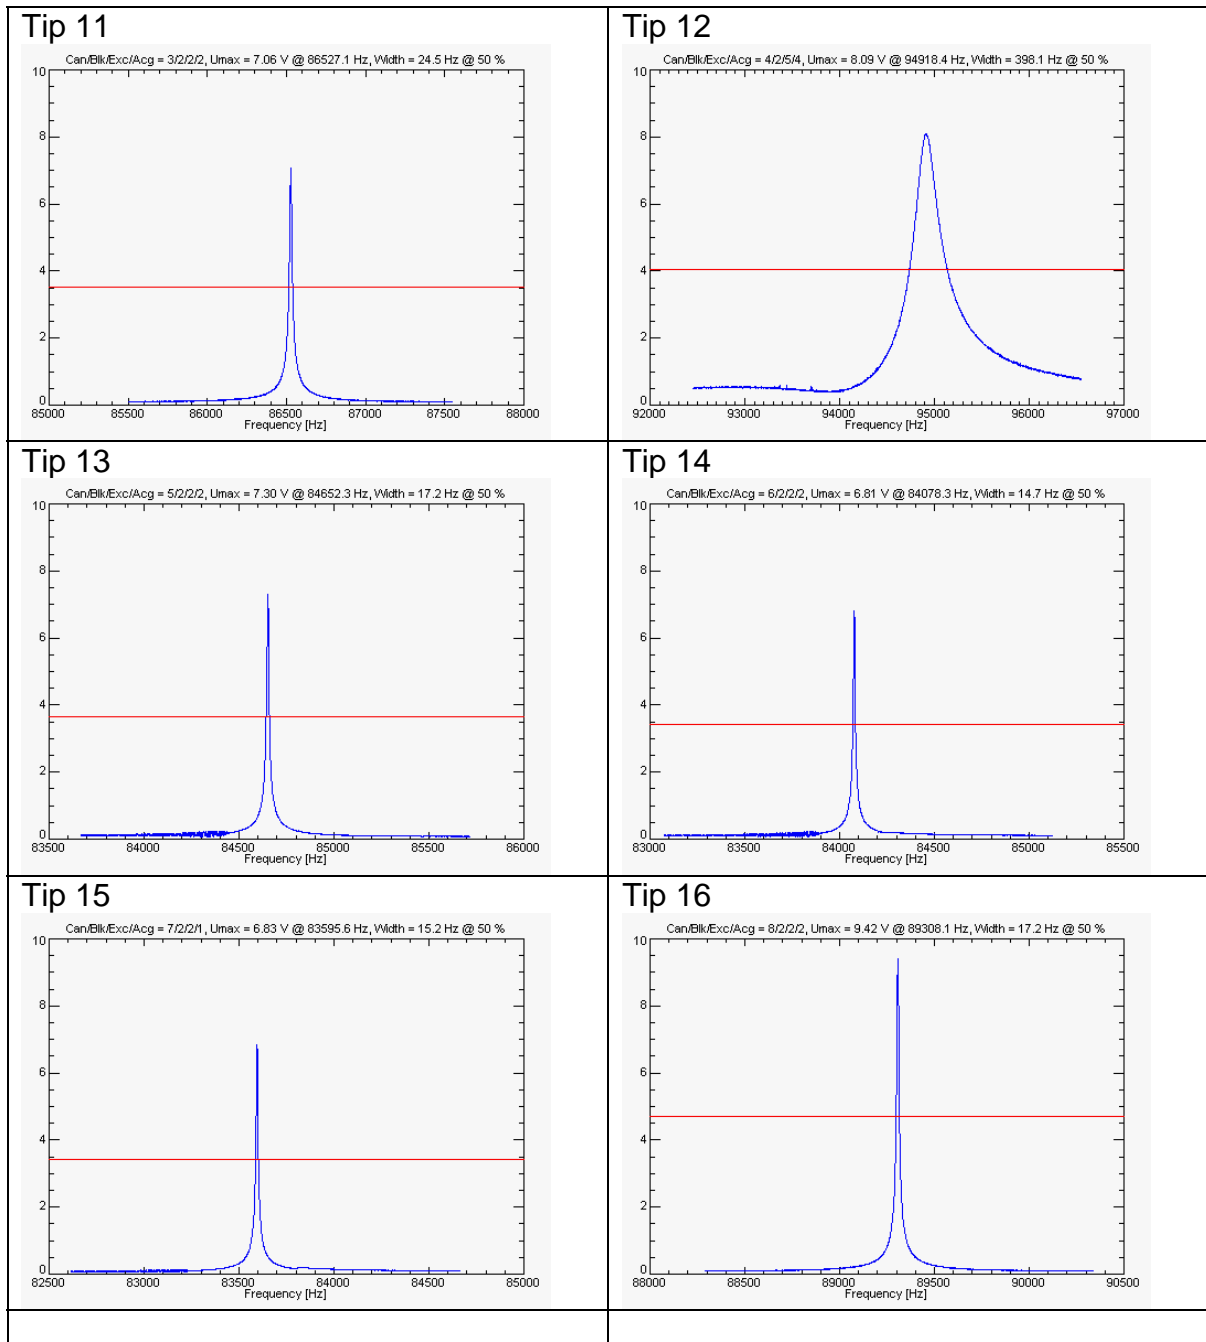 Tip 11
Can/Blk/Exc/Acg = 3/2/2/2, Umax = 7.06 V @ 86527.1 Hz, Width = 24.5 Hz @ 50 %
10
8
6
4
2
0
85000 85500 86000 86500 87000 87500 88000
Frequency [Hz]
Tip 12
Can/Blk/Exc/Acg = 4/2/5/4, Umax = 8.09 V @ 94918.4 Hz, Width = 398.1 Hz @ 50 %
10
8
6
4
2
0
92000 93000 94000 95000 96000 97000
Frequency [Hz]
Tip 13
Can/Blk/Exc/Acg = 5/2/2/2, Umax = 7.30 V @ 84652.3 Hz, Width = 17.2 Hz @ 50 %
10
8
6
4
2
0
83500 84000 84500 85000 85500 86000
Frequency [Hz]
Tip 14
Can/Blk/Exc/Acg = 6/2/2/2, Umax = 6.81 V @ 84078.3 Hz, Width = 14.7 Hz @ 50 %
10
8
6
4
2
0
83000 83500 84000 84500 85000 85500
Frequency [Hz]
Tip 15
Can/Blk/Exc/Acg = 7/2/2/1, Umax = 6.83 V @ 83595.6 Hz, Width = 15.2 Hz @ 50 %
10
8
6
4
2
0
82500 83000 83500 84000 84500 85000
Frequency [Hz]
Tip 16
Can/Blk/Exc/Acg = 8/2/2/2, Umax = 9.42 V @ 89308.1 Hz, Width = 17.2 Hz @ 50 %
10
8
6
4
2
0
88000 88500 89000 89500 90000 90500
Frequency [Hz]